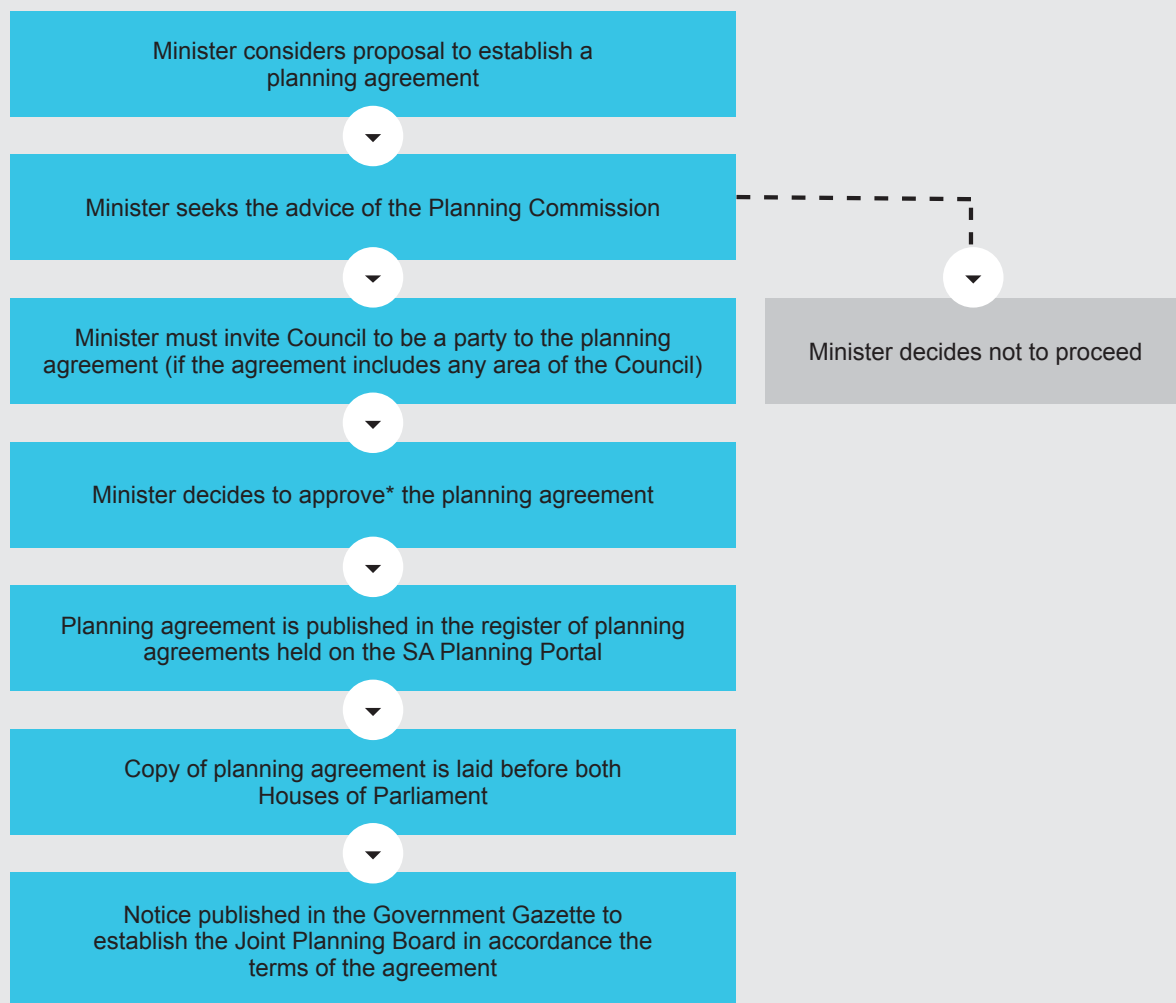 Minister considers proposal to establish a
planning agreement
Minister seeks the advice of the Planning Commission
Minister must invite Council to be a party to the planning
agreement (if the agreement includes any area of the Council)
Minister decides not to proceed
Minister decides to approve* the planning agreement
Planning agreement is published in the register of planning
agreements held on the SA Planning Portal
Copy of planning agreement is laid before both
Houses of Parliament
Notice published in the Government Gazette to
establish the Joint Planning Board in accordance the
terms of the agreement